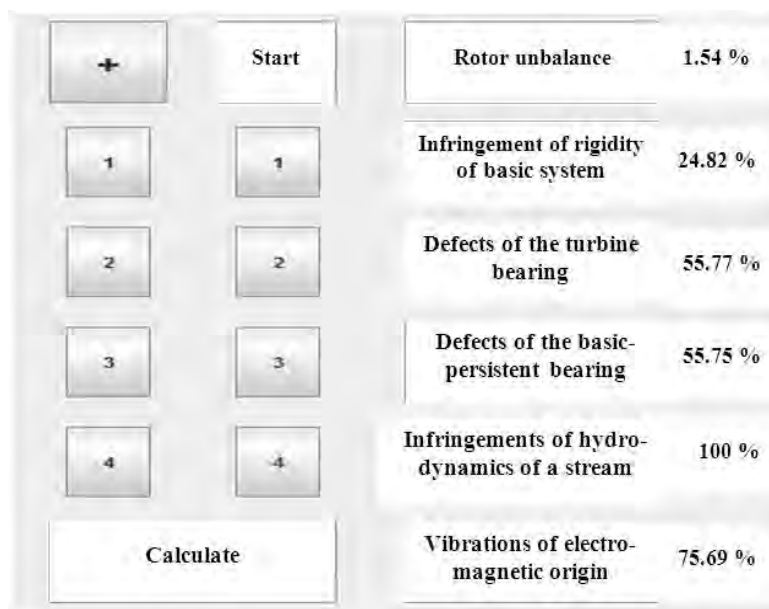 + Start Rotor unbalance 1.54 %
1 1 Infringement of rigidity
of basic system 24.82 %
2 2 Defects of the turbine
bearing 55.77 %
3 3 Defects of the basic-
persistent bearing 55.75 %
4 4 Infringements of hydro-
dynamics of a stream 100 %
Calculate Vibrations of electro-
magnetic origin 75.69 %